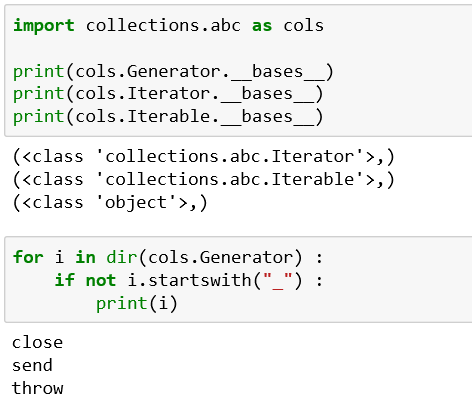 import collections.abc as cols
print(cols.Generator.__bases__)
print(cols.Iterator.__bases__)
print(cols.Iterable.__bases__)
(<class 'collections.abc.Iterator'>,)
(<class 'collections.abc.Iterable'>,)
(<class 'object'>,)
for i in dir(cols.Generator) :
    if not i.startswith("_") :
        print(i)
close
send
throw